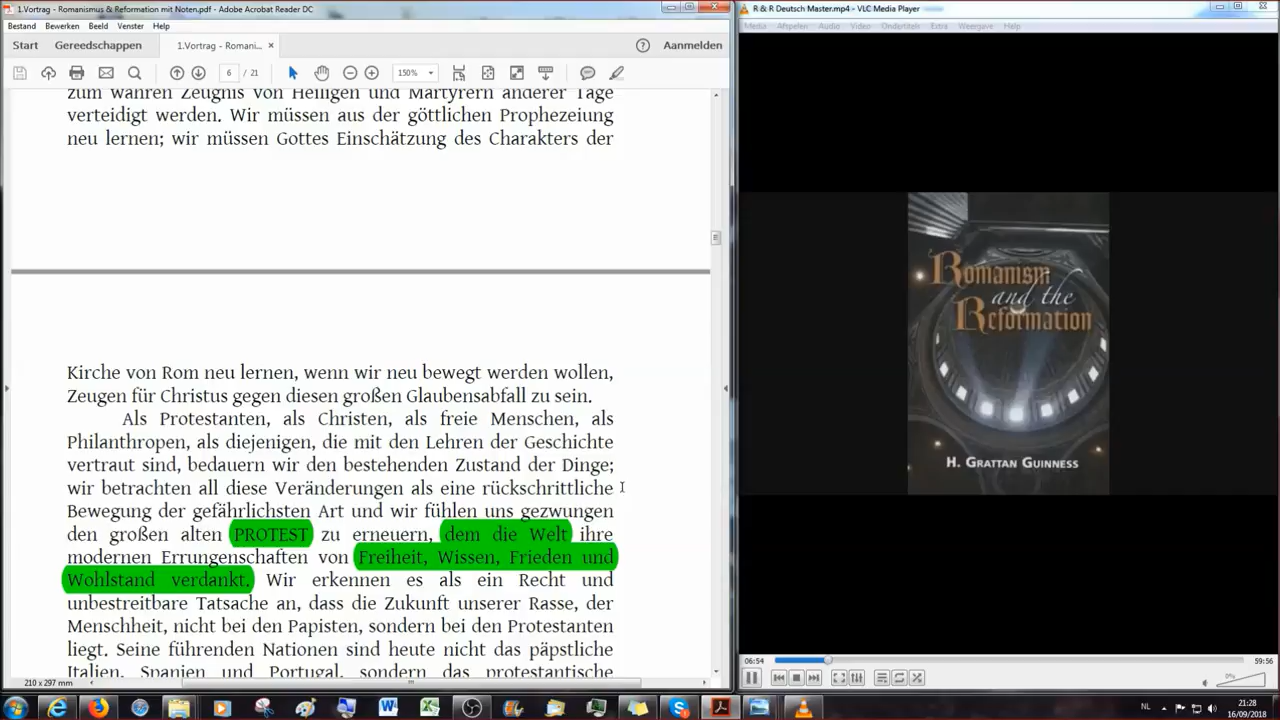 1.Vortrag - Romanismus & Reformation mit Noten.pdf - Adobe Acrobat Reader DC
Bestand Bewerken Beeld Venster Help
Start Gereedschappen 1.Vortrag - Romani... × Aanmelden
6 / 21 150%
zum wahren Zeugnis von Heiligen und Märtyrern anderer Tage
verteidigt werden. Wir müssen aus der göttlichen Prophezeiung
neu lernen; wir müssen Gottes Einschätzung des Charakters der
Kirche von Rom neu lernen, wenn wir neu bewegt werden wollen,
Zeugen für Christus gegen diesen großen Glaubensabfall zu sein.
Als Protestanten, als Christen, als freie Menschen, als
Philanthropen, als diejenigen, die mit den Lehren der Geschichte
vertraut sind, bedauern wir den bestehenden Zustand der Dinge;
wir betrachten all diese Veränderungen als eine rückschrittliche
Bewegung der gefährlichsten Art und wir fühlen uns gezwungen
den großen alten PROTEST zu erneuern, dem die Welt ihre
modernen Errungenschaften von Freiheit, Wissen, Frieden und
Wohlstand verdankt. Wir erkennen es als ein Recht und
unbestreitbare Tatsache an, dass die Zukunft unserer Rasse, der
Menschheit, nicht bei den Papisten, sondern bei den Protestanten
liegt. Seine führenden Nationen sind heute nicht das päpstliche
Italien, Spanien und Portugal, sondern das protestantische
210 x 297 mm
R & R Deutsch Master.mp4 - VLC Media Player
Media Afspelen Audio Video Ondertitels Extra Weergave Help
Romanism
and the
Reformation
H. GRATTAN GUINNESS
06:54 59:56
0%
NL 21:28
16/09/2018